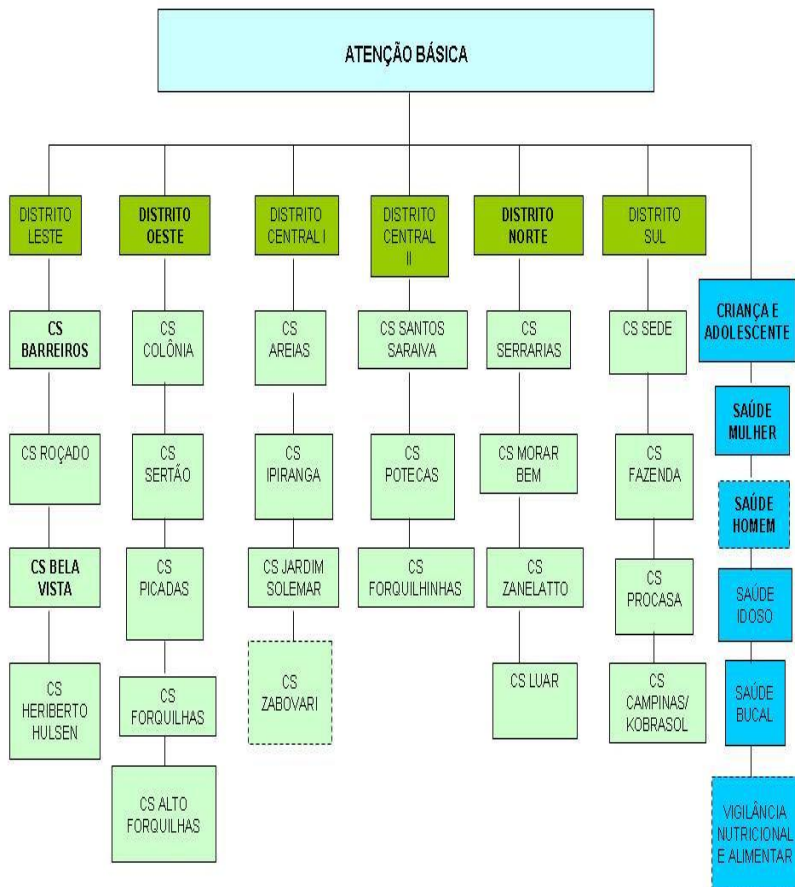 ATENÇÃO BÁSICA
DISTRITO
LESTE
CS
BARREIROS
CS ROÇADO
CS BELA
VISTA
CS
HERIBERTO
HULSEN
DISTRITO
OESTE
CS
COLÔNIA
CS
SERTÃO
CS
PICADAS
CS
FORQUILHAS
CS ALTO
FORQUILHAS
DISTRITO
CENTRAL I
CS
AREIAS
CS
IPIRANGA
CS JARDIM
SOLEMAR
CS
ZABOVARI
DISTRITO
CENTRAL
II
CS SANTOS
SARAIVA
CS
POTECAS
CS
FORQUILHINHAS
DISTRITO
NORTE
CS
SERRARIAS
CS MORAR
BEM
CS
ZANELATTO
CS LUAR
DISTRITO
SUL
CS SEDE
CS
FAZENDA
CS
PROCASA
CS
CAMPINAS/
KOBRASOL
CRIANÇA E
ADOLESCENTE
SAÚDE
MULHER
SAÚDE
HOMEM
SAÚDE
IDOSO
SAÚDE
BUCAL
VIGILÂNCIA
NUTRICIONAL
E ALIMENTAR